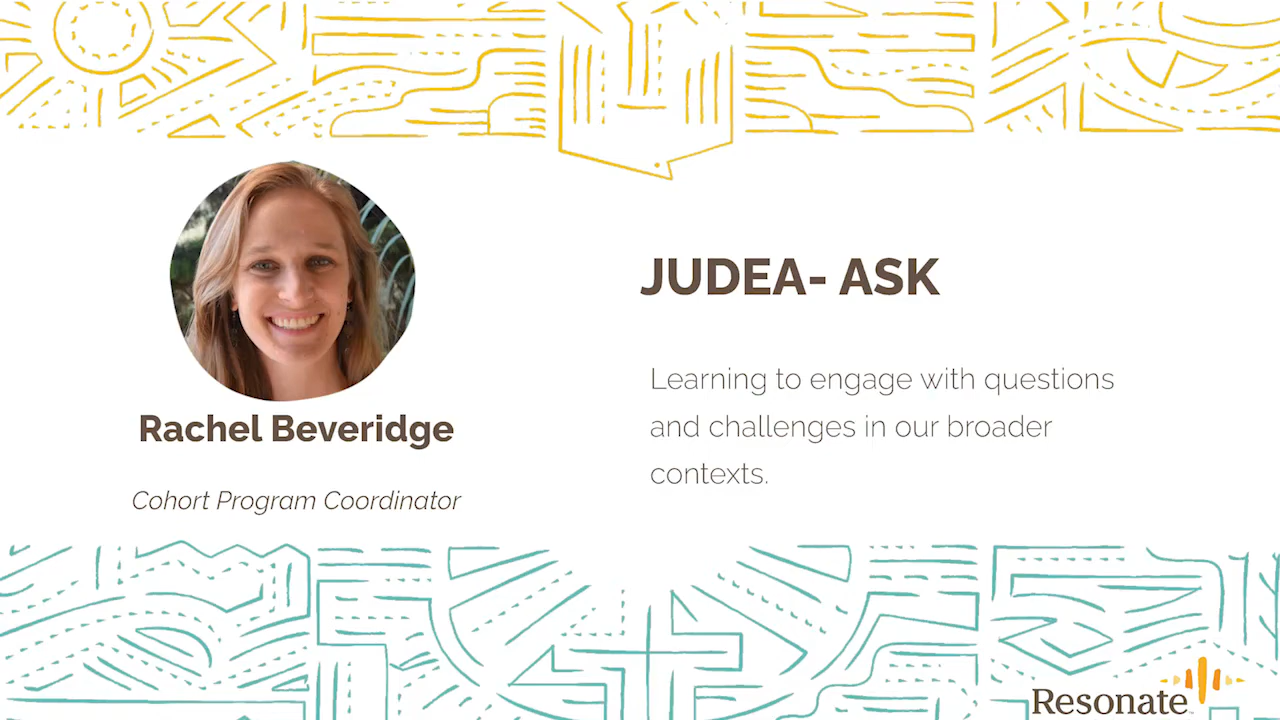 JUDEA- ASK
Rachel Beveridge
Cohort Program Coordinator
Learning to engage with questions
and challenges in our broader
contexts.
Resonate